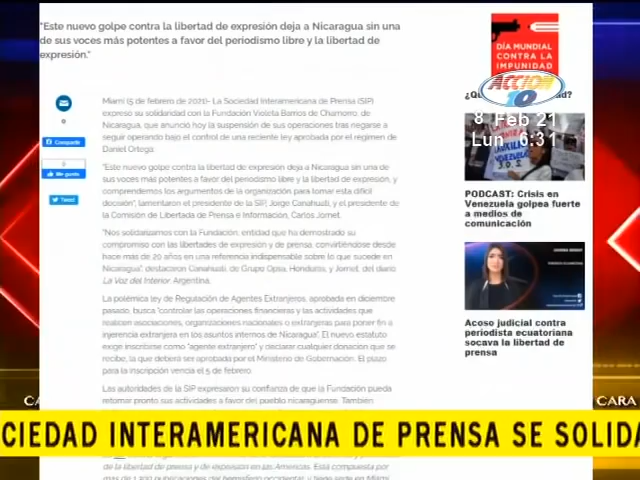 "Este nuevo golpe contra la libertad de expresión deja a Nicaragua sin una
de sus voces más potentes a favor del periodismo libre y la libertad de
expresión."
DÍA MUNDIAL
CONTRA LA
IMPUNIDAD
ACCION
10
8 Feb 21
Lun 6:31
0
Compartir
0
Me gusta
Tweet
Miami (5 de febrero de 2021)- La Sociedad Interamericana de Prensa (SIP)
expresó su solidaridad con la Fundación Violeta Barrios de Chamorro, de
Nicaragua, que anunció hoy la suspensión de sus operaciones tras negarse a
seguir operando bajo el control de una reciente ley aprobada por el régimen de
Daniel Ortega.
"Este nuevo golpe contra la libertad de expresión deja a Nicaragua sin una de
sus voces más potentes a favor del periodismo libre y la libertad de expresión, y
comprendemos los argumentos de la organización para tomar esta difícil
decisión", lamentaron el presidente de la SIP, Jorge Canahuati, y el presidente de
la Comisión de Libertad de Prensa e Información, Carlos Jornet.
"Nos solidarizamos con la Fundación, entidad que ha demostrado su
compromiso con las libertades de expresión y de prensa, convirtiéndose desde
hace más de 20 años en una referencia indispensable sobre lo que sucede en
Nicaragua", destacaron Canahuati, de Grupo Opsa, Honduras, y Jornet, del diario
La Voz del Interior, Argentina.
La polémica ley de Regulación de Agentes Extranjeros, aprobada en diciembre
pasado, busca "controlar las operaciones financieras y las actividades que
realicen asociaciones, organizaciones nacionales o extranjeras para poner fin a
injerencia extranjera en los asuntos internos de Nicaragua". El nuevo estatuto
exige inscribirse como "agente extranjero" y declarar cualquier donación que se
recibe, la que deberá ser aprobada por el Ministerio de Gobernación. El plazo
para la inscripción vencía el 5 de febrero.
Las autoridades de la SIP expresaron su confianza de que la Fundación pueda
retomar pronto sus actividades a favor del pueblo nicaragüense. También
PODCAST: Crisis en
Venezuela golpea fuerte
a medios de
comunicación
Acoso judicial contra
periodista ecuatoriana
socava la libertad de
prensa
CARA
CIEDAD INTERAMERICANA DE PRENSA SE SOLIDA
de la libertad de prensa y de expresión en las Américas. Está compuesta por